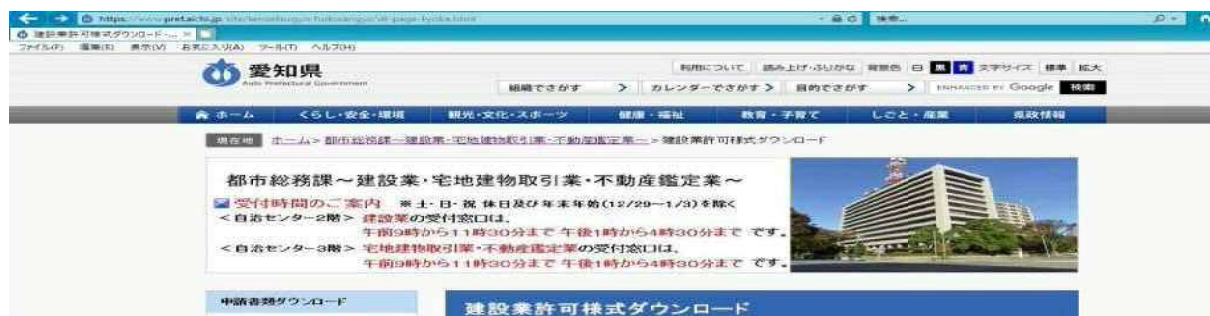 建設業許可様式ダウンロード - ...
ファイル(F) 編集(E) 表示(V) お気に入り(A) ツール(T) ヘルプ(H)
愛知県
Aichi Prefectural Government
利用について 読み上げ・ふりがな 背景色 白 黒 青 文字サイズ 標準 拡大
組織でさがす > カレンダーでさがす > 目的でさがす > ENHANCED BY Google 検索
ホーム くらし・安全・環境 観光・文化・スポーツ 健康・福祉 教育・子育て しごと・産業 県政情報
現在地 ホーム > 都市総務課~建設業・宅地建物取引業・不動産鑑定業~ > 建設業許可様式ダウンロード
都市総務課~建設業・宅地建物取引業・不動産鑑定業~
受付時間のご案内 ※土・日・祝休日及び年末年始(12/29~1/3)を除く
<自治センター2階> 建設業の受付窓口は、
午前9時から11時30分まで 午後1時から4時30分まで です。
<自治センター3階> 宅地建物取引業・不動産鑑定業の受付窓口は、
午前9時から11時30分まで 午後1時から4時30分まで です。
申請書類ダウンロード
建設業許可様式ダウンロード